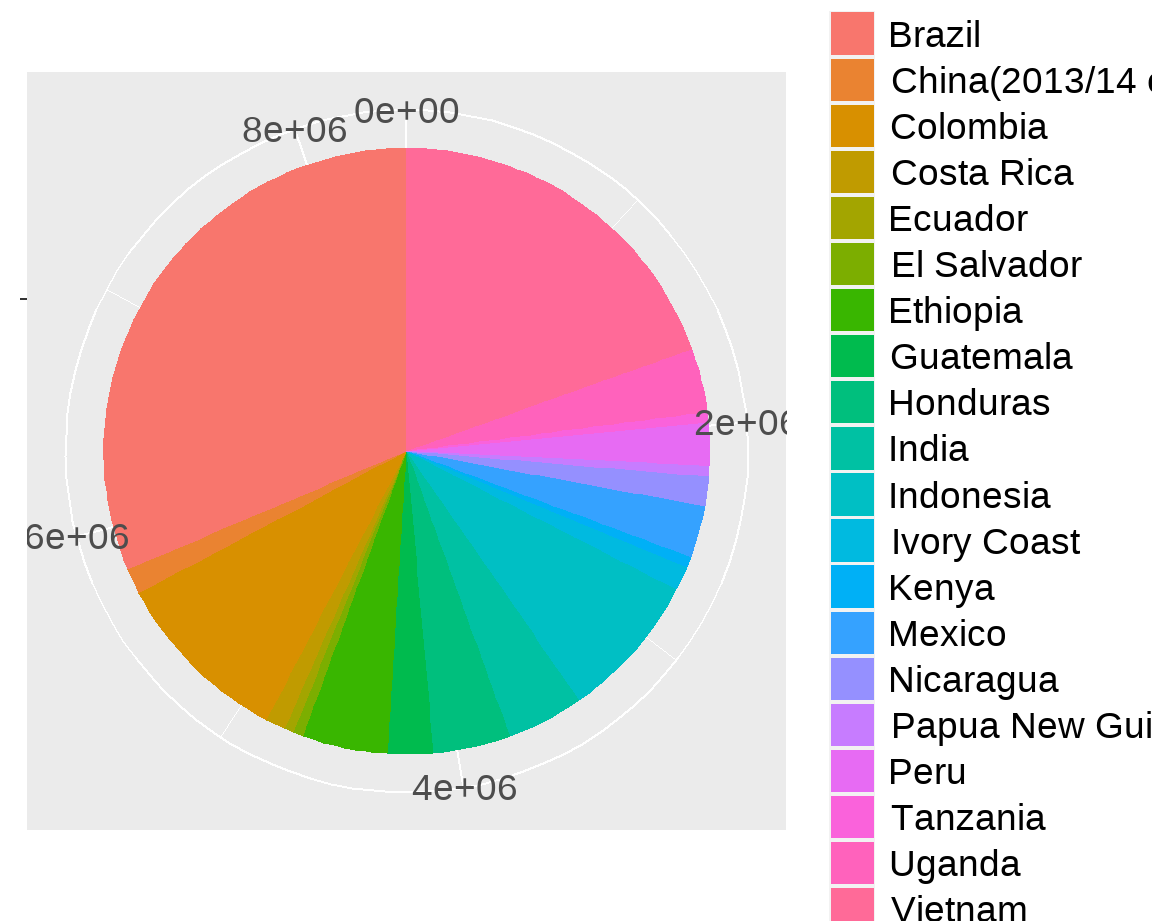 0e+00
8e+06
2e+06
6e+06
4e+06
Brazil
China(2013/14
Colombia
Costa Rica
Ecuador
El Salvador
Ethiopia
Guatemala
Honduras
India
Indonesia
Ivory Coast
Kenya
Mexico
Nicaragua
Papua New Gui
Peru
Tanzania
Uganda
Vietnam